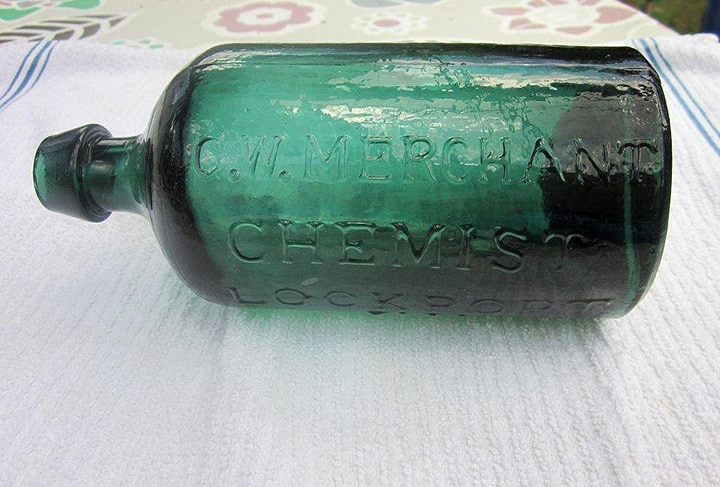 G.W. MERCHANT
CHEMIST
LOCKPORT